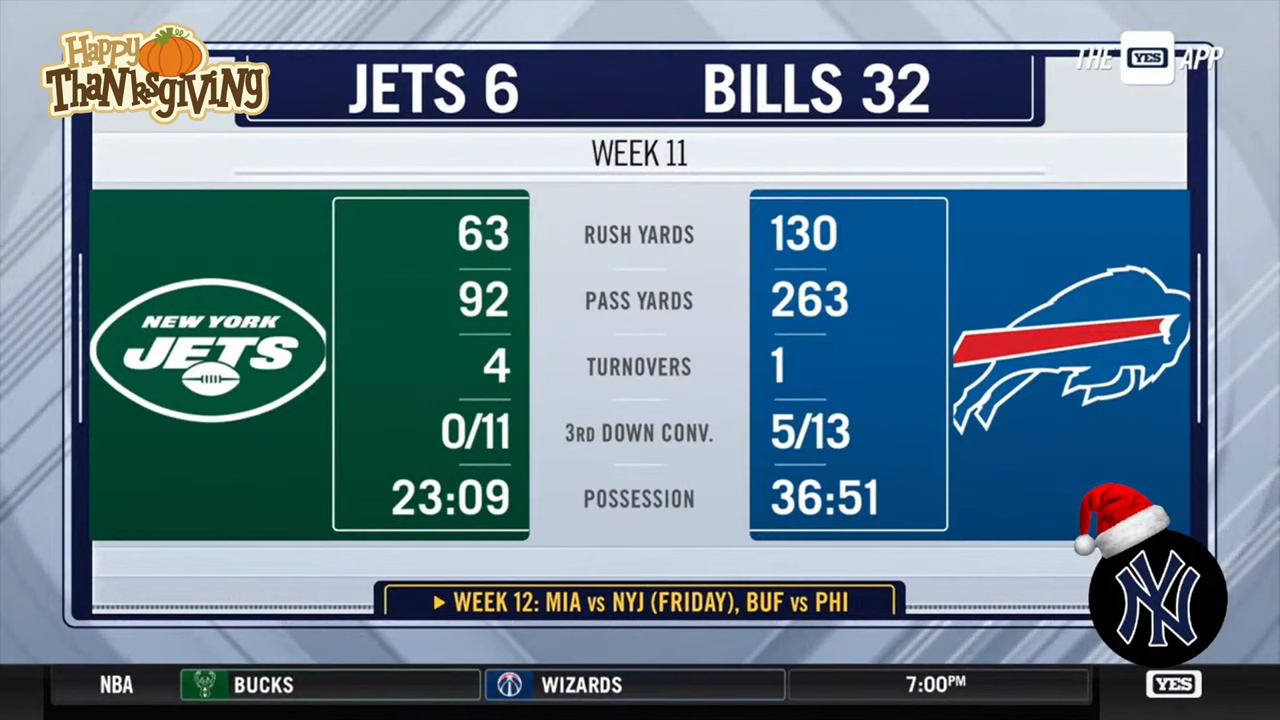 Happy
Thanksgiving
THE YES APP
JETS 6 BILLS 32
WEEK 11
63 RUSH YARDS 130
92 PASS YARDS 263
4 TURNOVERS 1
0/11 3RD DOWN CONV. 5/13
23:09 POSSESSION 36:51
NEW YORK
JETS
NY
WEEK 12: MIA vs NYJ (FRIDAY), BUF vs PHI
NBA BUCKS WIZARDS 7:00PM YES